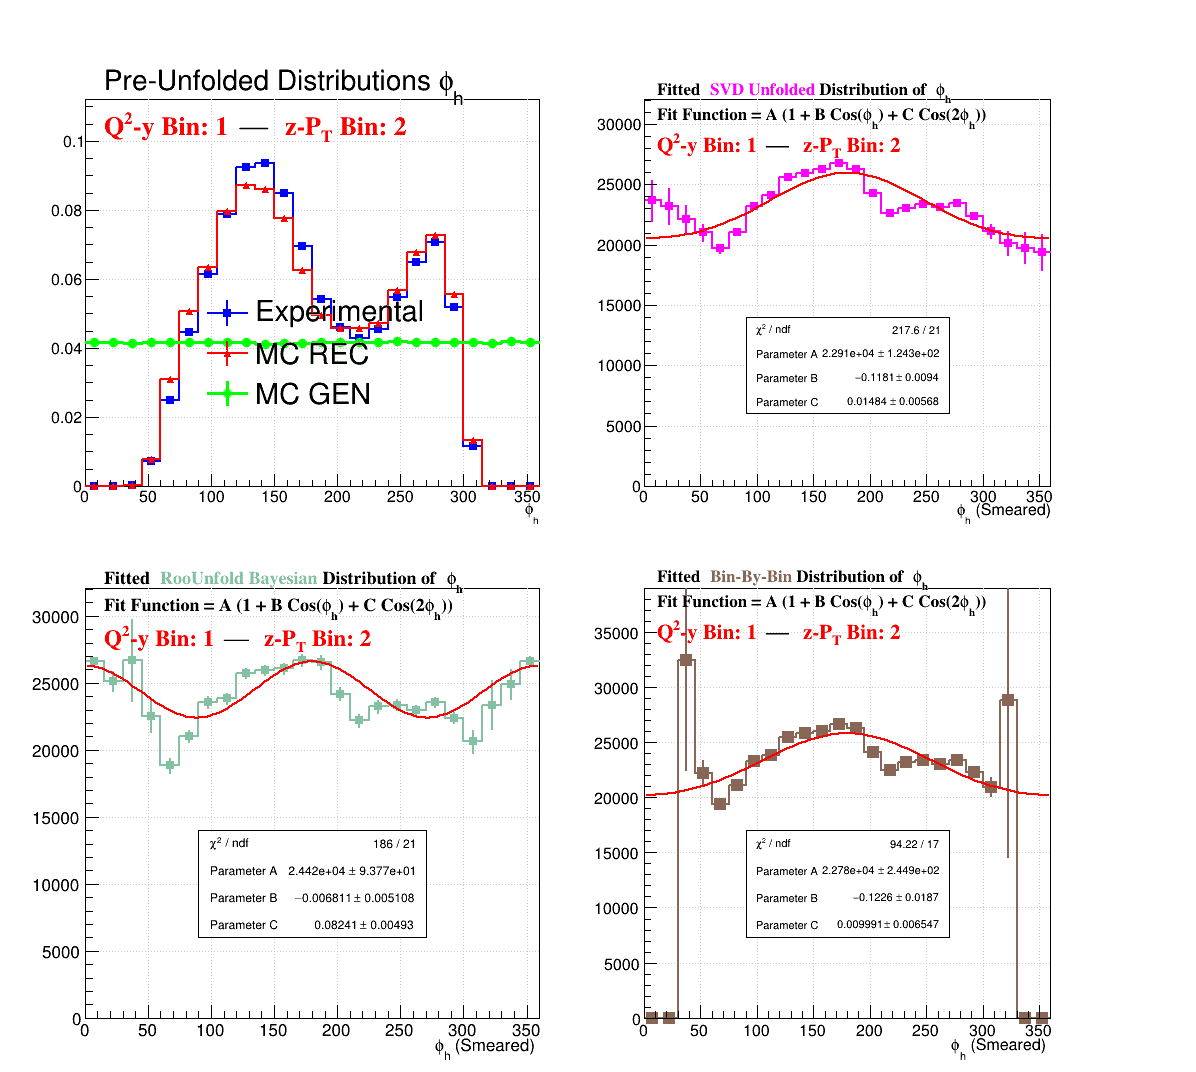 Pre-Unfolded Distributions ϕh
Q2-y Bin: 1 — z-PT Bin: 2
0.1
0.08
0.06
0.04
0.02
0
Experimental
MC REC
MC GEN
0 50 100 150 200 250 300 350
ϕh
Fitted SVD Unfolded Distribution of ϕh
Fit Function = A (1 + B Cos(ϕh) + C Cos(2ϕh))
Q2-y Bin: 1 — z-PT Bin: 2
30000
25000
20000
15000
10000
5000
0
χ2 / ndf 217.6 / 21
Parameter A 2.291e+04 ± 1.243e+02
Parameter B −0.1181 ± 0.0094
Parameter C 0.01484 ± 0.00568
0 50 100 150 200 250 300 350
ϕh (Smeared)
Fitted RooUnfold Bayesian Distribution of ϕh
Fit Function = A (1 + B Cos(ϕh) + C Cos(2ϕh))
Q2-y Bin: 1 — z-PT Bin: 2
30000
25000
20000
15000
10000
5000
0
χ2 / ndf 186 / 21
Parameter A 2.442e+04 ± 9.377e+01
Parameter B −0.006811 ± 0.005108
Parameter C 0.08241 ± 0.00493
0 50 100 150 200 250 300 350
ϕh (Smeared)
Fitted Bin-By-Bin Distribution of ϕh
Fit Function = A (1 + B Cos(ϕh) + C Cos(2ϕh))
Q2-y Bin: 1 — z-PT Bin: 2
35000
30000
25000
20000
15000
10000
5000
0
χ2 / ndf 94.22 / 17
Parameter A 2.278e+04 ± 2.449e+02
Parameter B −0.1226 ± 0.0187
Parameter C 0.009991 ± 0.006547
0 50 100 150 200 250 300 350
ϕh (Smeared)